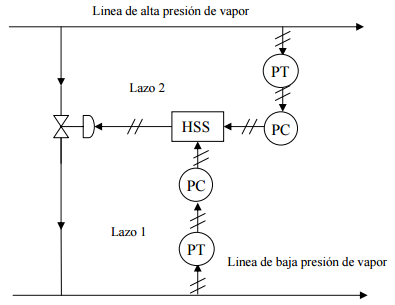 Linea de alta presión de vapor
PT
Lazo 2
HSS
PC
PC
Lazo 1
PT
Linea de baja presión de vapor